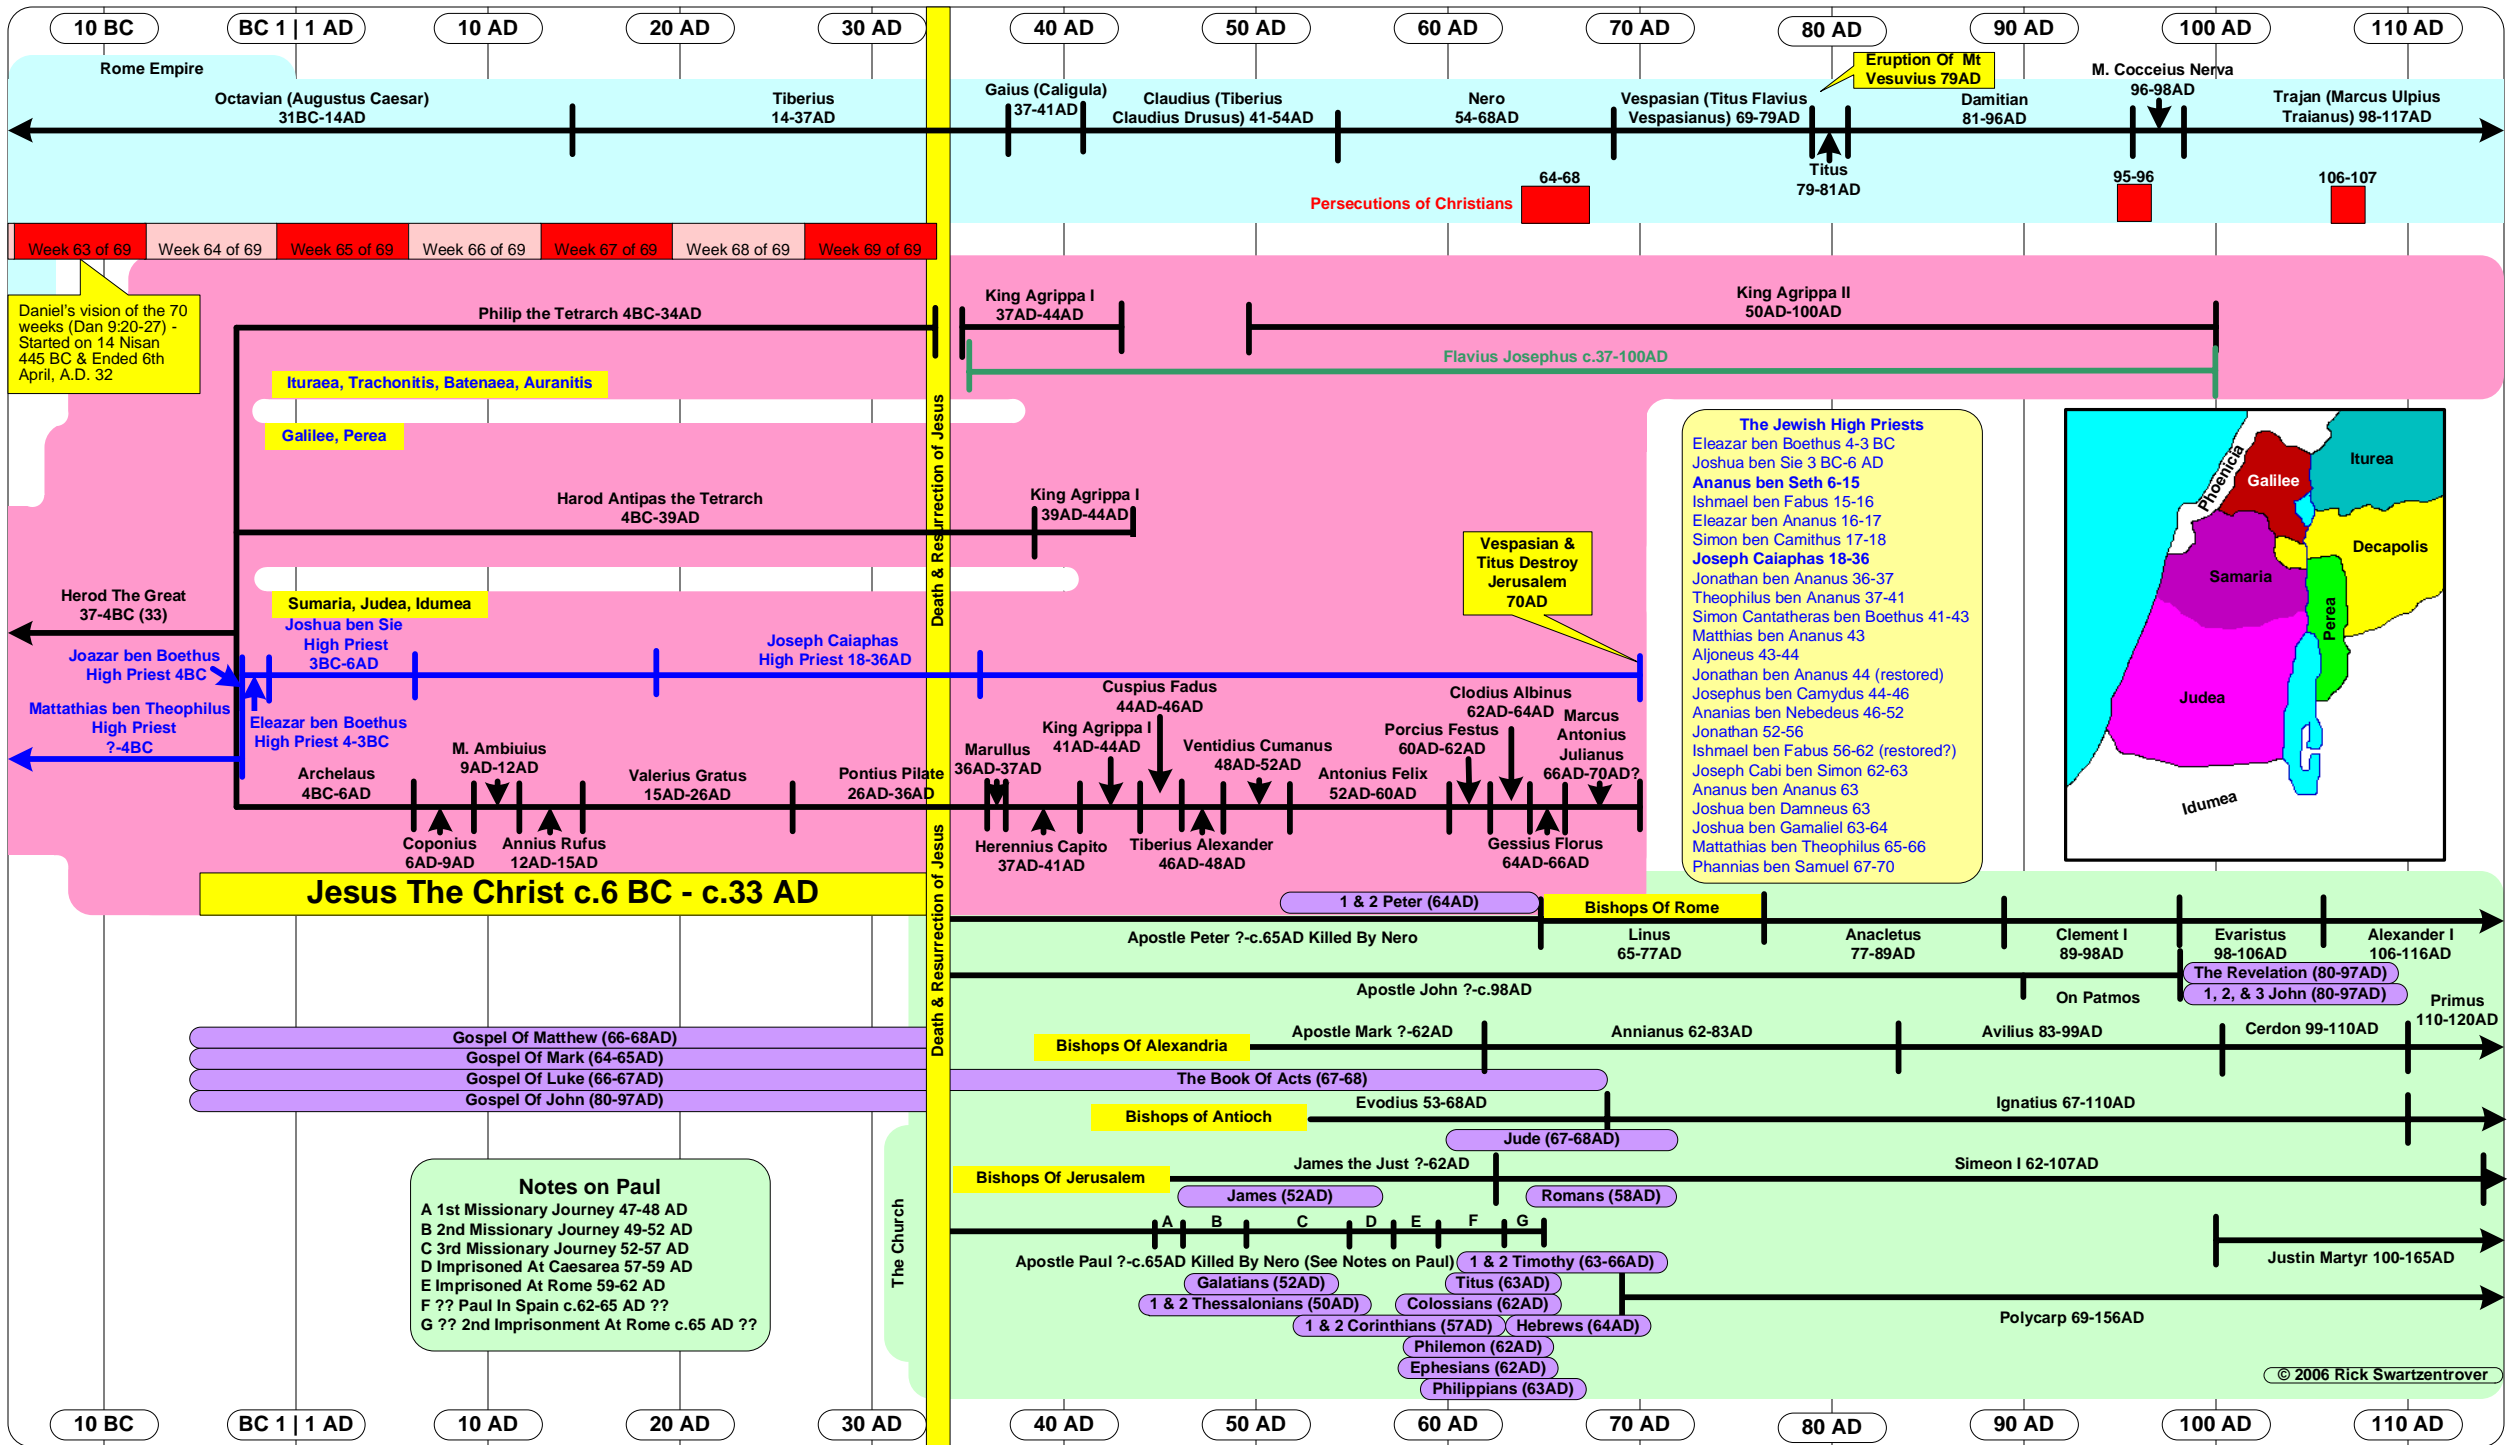 10 BC
BC 1 | 1 AD
10 AD
20 AD
30 AD
40 AD
50 AD
60 AD
70 AD
80 AD
90 AD
100 AD
110 AD
Rome Empire
Octavian (Augustus Caesar)
31BC-14AD
Tiberius
14-37AD
Gaius (Caligula)
37-41AD
Claudius (Tiberius
Claudius Drusus) 41-54AD
Nero
54-68AD
Vespasian (Titus Flavius
Vespasianus) 69-79AD
Eruption Of Mt
Vesuvius 79AD
Titus
79-81AD
Damitian
81-96AD
M. Cocceius Nerva
96-98AD
Trajan (Marcus Ulpius
Traianus) 98-117AD
Persecutions of Christians
64-68
95-96
106-107
Week 63 of 69
Week 64 of 69
Week 65 of 69
Week 66 of 69
Week 67 of 69
Week 68 of 69
Week 69 of 69
Daniel's vision of the 70
weeks (Dan 9:20-27) -
Started on 14 Nisan
445 BC & Ended 6th
April, A.D. 32
Philip the Tetrarch 4BC-34AD
King Agrippa I
37AD-44AD
King Agrippa II
50AD-100AD
Flavius Josephus c.37-100AD
Ituraea, Trachonitis, Batenaea, Auranitis
Galilee, Perea
Death & Resurrection of Jesus
Harod Antipas the Tetrarch
4BC-39AD
King Agrippa I
39AD-44AD
Vespasian &
Titus Destroy
Jerusalem
70AD
The Jewish High Priests
Eleazar ben Boethus 4-3 BC
Joshua ben Sie 3 BC-6 AD
Ananus ben Seth 6-15
Ishmael ben Fabus 15-16
Eleazar ben Ananus 16-17
Simon ben Camithus 17-18
Joseph Caiaphas 18-36
Jonathan ben Ananus 36-37
Theophilus ben Ananus 37-41
Simon Cantatheras ben Boethus 41-43
Matthias ben Ananus 43
Aljoneus 43-44
Jonathan ben Ananus 44 (restored)
Josephus ben Camydus 44-46
Ananias ben Nebedeus 46-52
Jonathan 52-56
Ishmael ben Fabus 56-62 (restored?)
Joseph Cabi ben Simon 62-63
Ananus ben Ananus 63
Joshua ben Damneus 63
Joshua ben Gamaliel 63-64
Mattathias ben Theophilus 65-66
Phannias ben Samuel 67-70
Phoenicia
Galilee
Iturea
Decapolis
Samaria
Perea
Judea
Idumea
Herod The Great
37-4BC (33)
Sumaria, Judea, Idumea
Joshua ben Sie
High Priest
3BC-6AD
Joseph Caiaphas
High Priest 18-36AD
Joazar ben Boethus
High Priest 4BC
Mattathias ben Theophilus
High Priest
?-4BC
Eleazar ben Boethus
High Priest 4-3BC
Archelaus
4BC-6AD
Coponius
6AD-9AD
M. Ambiuius
9AD-12AD
Annius Rufus
12AD-15AD
Valerius Gratus
15AD-26AD
Pontius Pilate
26AD-36AD
Marullus
36AD-37AD
Herennius Capito
37AD-41AD
King Agrippa I
41AD-44AD
Cuspius Fadus
44AD-46AD
Tiberius Alexander
46AD-48AD
Ventidius Cumanus
48AD-52AD
Antonius Felix
52AD-60AD
Porcius Festus
60AD-62AD
Clodius Albinus
62AD-64AD
Gessius Florus
64AD-66AD
Marcus
Antonius
Julianus
66AD-70AD?
Jesus The Christ c.6 BC - c.33 AD
Death & Resurrection of Jesus
1 & 2 Peter (64AD)
Bishops Of Rome
Apostle Peter ?-c.65AD Killed By Nero
Linus
65-77AD
Anacletus
77-89AD
Clement I
89-98AD
Evaristus
98-106AD
Alexander I
106-116AD
Apostle John ?-c.98AD
On Patmos
The Revelation (80-97AD)
1, 2, & 3 John (80-97AD)
Gospel Of Matthew (66-68AD)
Gospel Of Mark (64-65AD)
Gospel Of Luke (66-67AD)
Gospel Of John (80-97AD)
Bishops Of Alexandria
Apostle Mark ?-62AD
Annianus 62-83AD
Avilius 83-99AD
Cerdon 99-110AD
Primus
110-120AD
The Book Of Acts (67-68)
Bishops of Antioch
Evodius 53-68AD
Ignatius 67-110AD
Jude (67-68AD)
Bishops Of Jerusalem
James the Just ?-62AD
Simeon I 62-107AD
James (52AD)
Romans (58AD)
The Church
Notes on Paul
A 1st Missionary Journey 47-48 AD
B 2nd Missionary Journey 49-52 AD
C 3rd Missionary Journey 52-57 AD
D Imprisoned At Caesarea 57-59 AD
E Imprisoned At Rome 59-62 AD
F ?? Paul In Spain c.62-65 AD ??
G ?? 2nd Imprisonment At Rome c.65 AD ??
A
B
C
D
E
F
G
Apostle Paul ?-c.65AD Killed By Nero (See Notes on Paul)
1 & 2 Timothy (63-66AD)
Galatians (52AD)
Titus (63AD)
1 & 2 Thessalonians (50AD)
Colossians (62AD)
1 & 2 Corinthians (57AD)
Hebrews (64AD)
Philemon (62AD)
Ephesians (62AD)
Philippians (63AD)
Justin Martyr 100-165AD
Polycarp 69-156AD
© 2006 Rick Swartzentrover
10 BC
BC 1 | 1 AD
10 AD
20 AD
30 AD
40 AD
50 AD
60 AD
70 AD
80 AD
90 AD
100 AD
110 AD